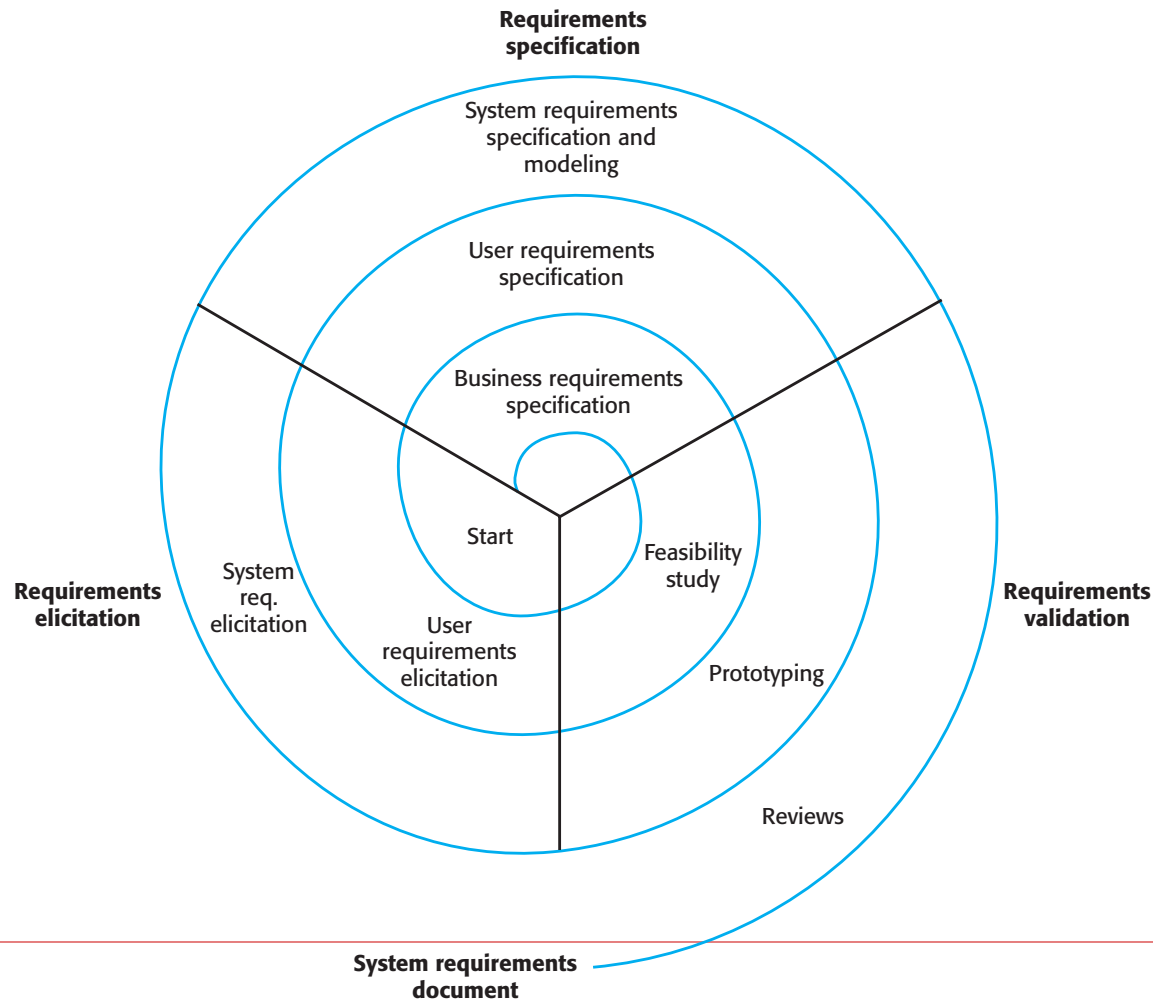 Requirements
specification
System requirements
specification and
modeling
User requirements
specification
Business requirements
specification
Start
Feasibility
study
System
req.
elicitation
Requirements
elicitation
Requirements
validation
User
requirements
elicitation
Prototyping
Reviews
System requirements
document